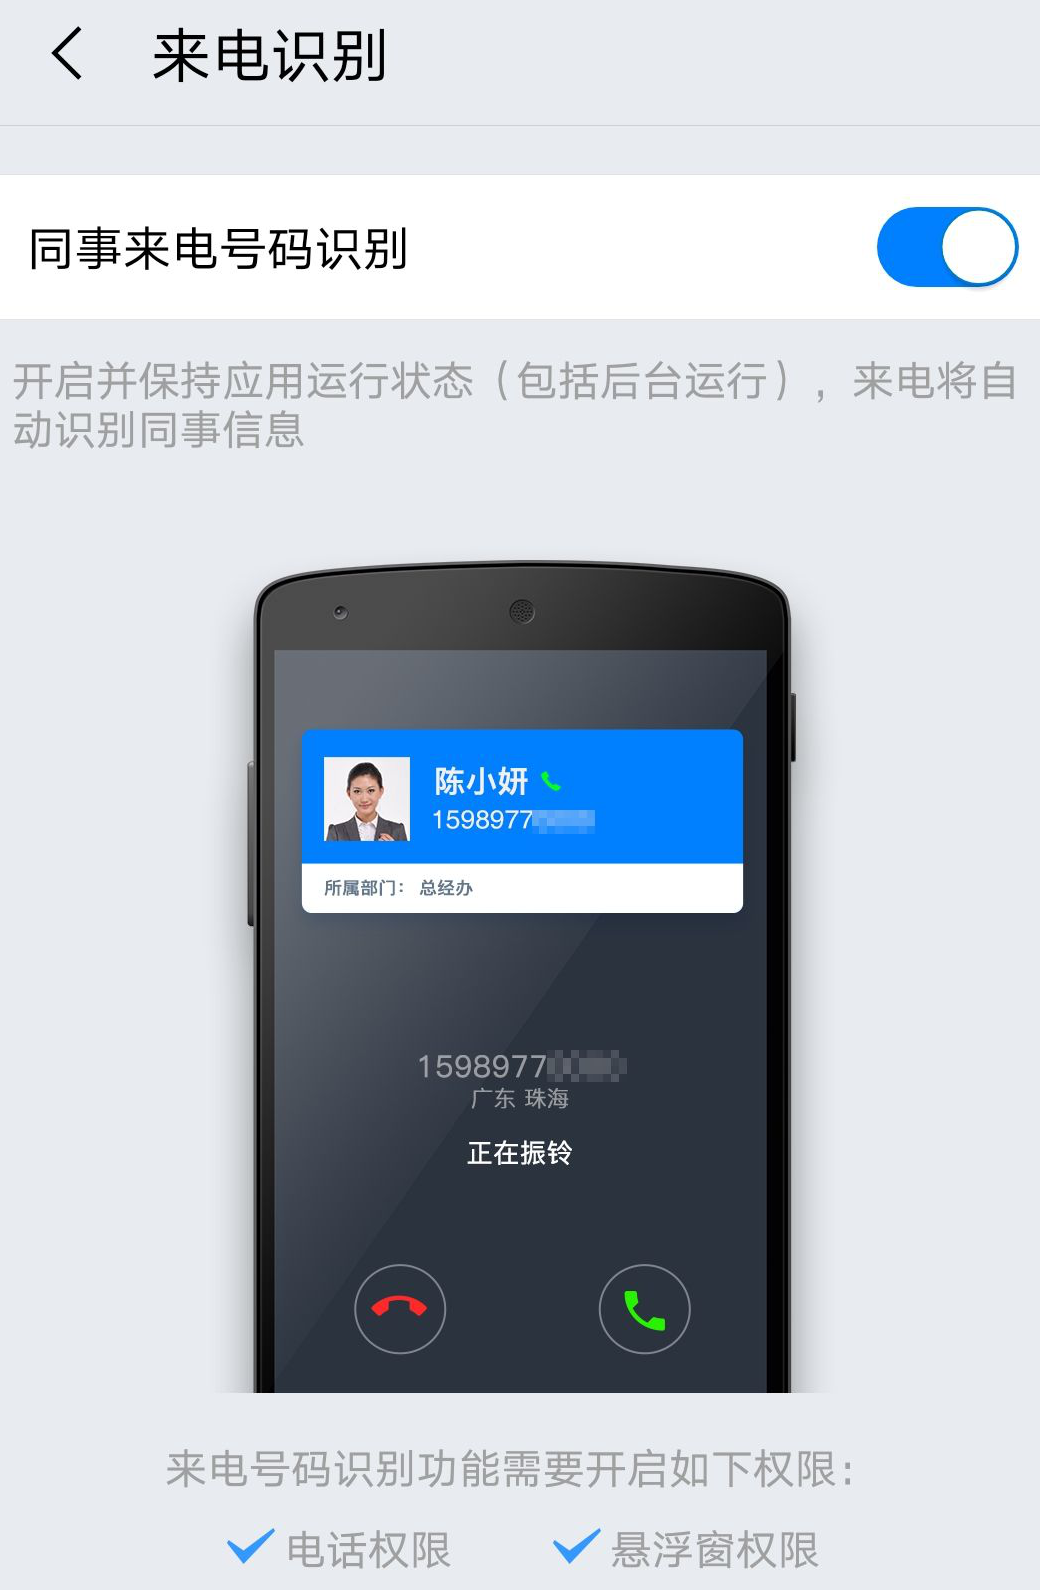 来电识别
同事来电号码识别
开启并保持应用运行状态（包括后台运行），来电将自
动识别同事信息
陈小妍
1598977
所属部门： 总经办
1598977
广东 珠海
正在振铃
来电号码识别功能需要开启如下权限：
电话权限 悬浮窗权限